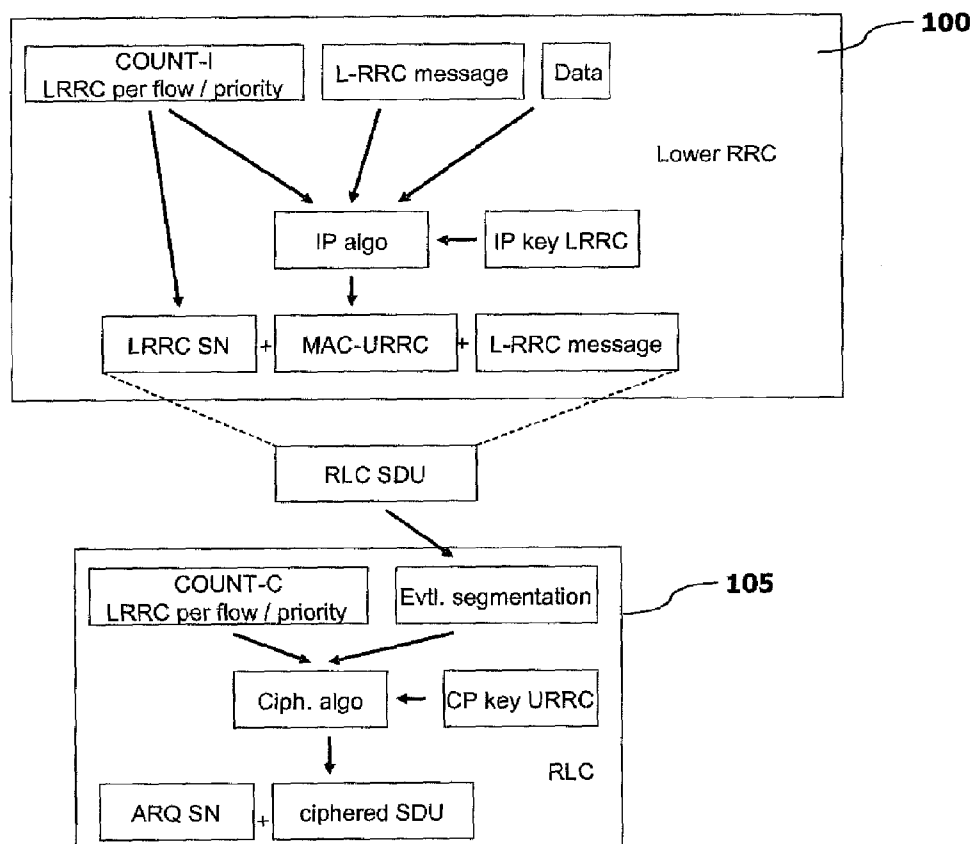 100
COUNT-I
LRRC per flow / priority
L-RRC message
Data
Lower RRC
IP algo
IP key LRRC
LRRC SN + MAC-URRC + L-RRC message
RLC SDU
COUNT-C
LRRC per flow / priority
Evtl. segmentation
105
Ciph. algo
CP key URRC
RLC
ARQ SN + ciphered SDU